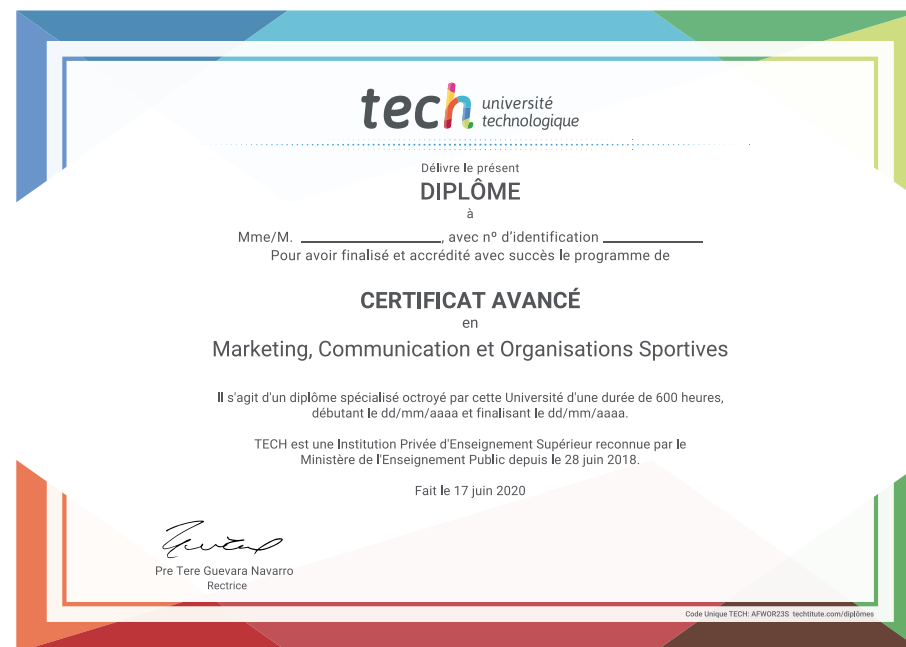 tech université
technologique
Délivre le présent
DIPLÔME
à
Mme/M. ____________________, avec nº d'identification ______________
Pour avoir finalisé et accrédité avec succès le programme de
CERTIFICAT AVANCÉ
en
Marketing, Communication et Organisations Sportives
Il s'agit d'un diplôme spécialisé octroyé par cette Université d'une durée de 600 heures,
débutant le dd/mm/aaaa et finalisant le dd/mm/aaaa.
TECH est une Institution Privée d'Enseignement Supérieur reconnue par le
Ministère de l'Enseignement Public depuis le 28 juin 2018.
Fait le 17 juin 2020
Pre Tere Guevara Navarro
Rectrice
Code Unique TECH: AFWOR23S techtitute.com/diplômes